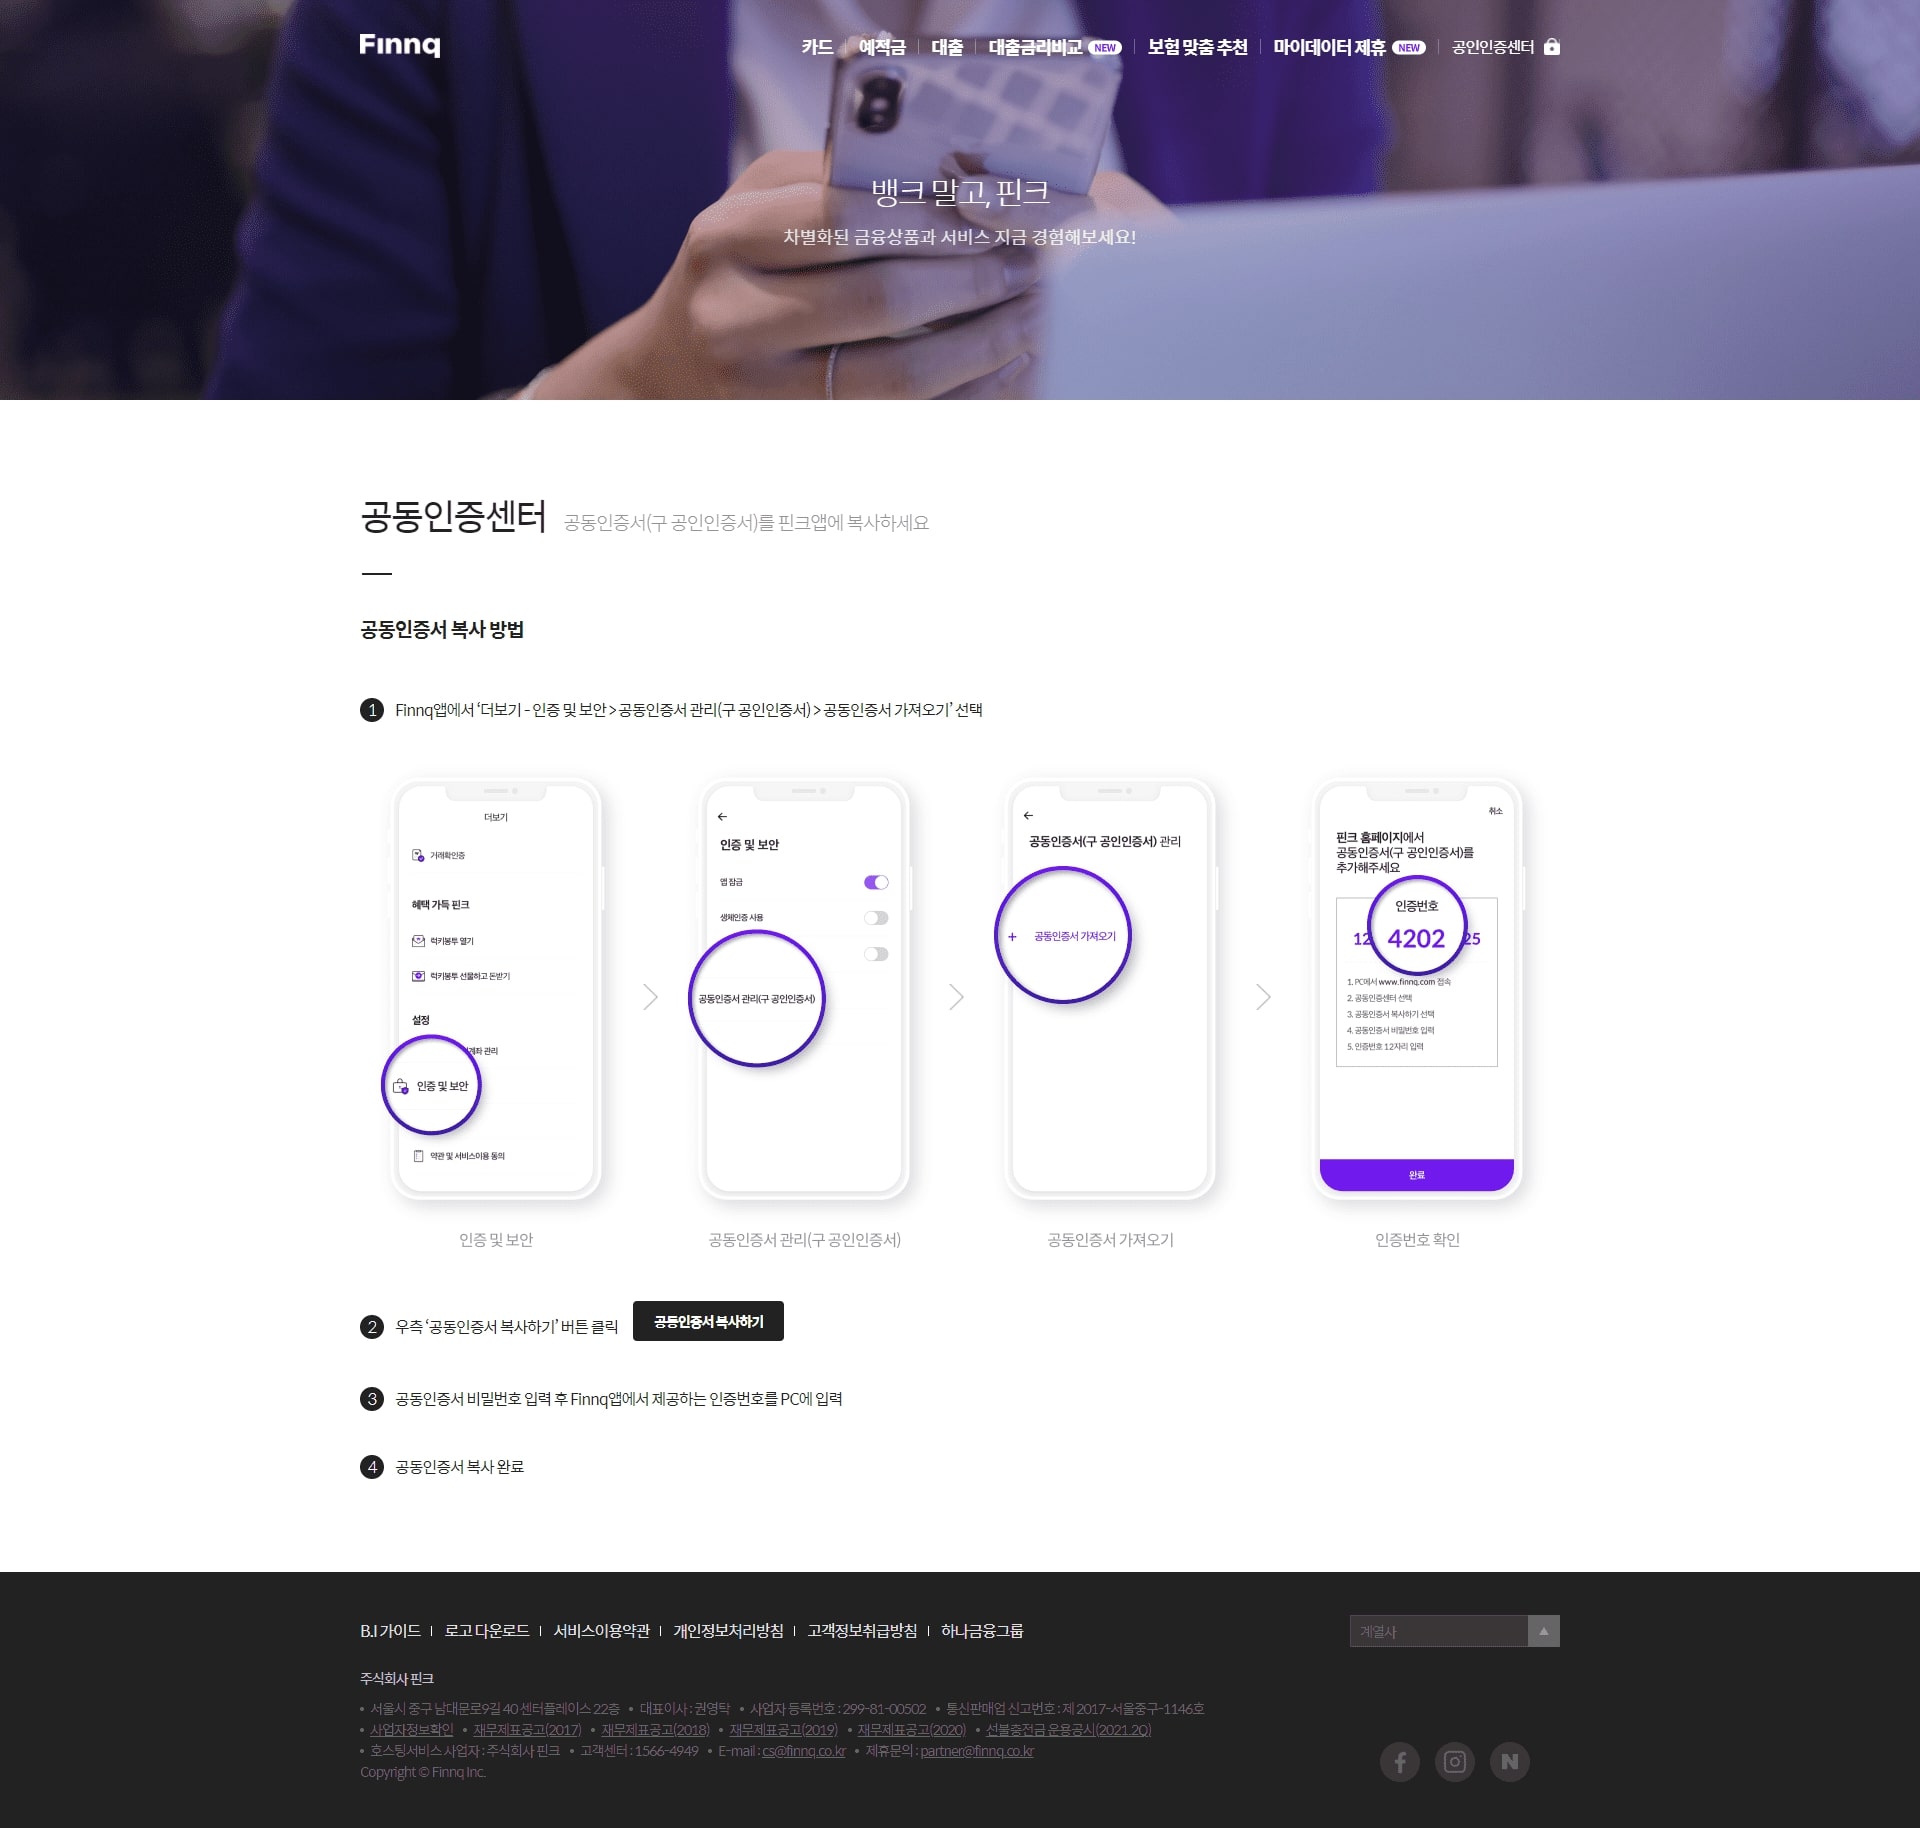 Finnq
카드
예적금
대출
대출금리비교 NEW
보험 맞춤 추천
마이데이터 제휴 NEW
공인인증센터
뱅크 말고, 핀크
차별화된 금융상품과 서비스 지금 경험해보세요!
공동인증센터 공동인증서(구 공인인증서)를 핀크앱에 복사하세요
공동인증서 복사 방법
1 Finnq앱에서 ‘더보기 - 인증 및 보안 > 공동인증서 관리(구 공인인증서) > 공동인증서 가져오기’ 선택
더보기
거래확인증
혜택 가득 핀크
럭키봉투 열기
럭키봉투 선물하고 돈받기
설정
계좌 관리
인증 및 보안
약관 및 서비스이용 동의
인증 및 보안
←
인증 및 보안
앱 잠금
생체인증 사용
공동인증서 관리(구 공인인증서)
공동인증서 관리(구 공인인증서)
←
공동인증서(구 공인인증서) 관리
+ 공동인증서 가져오기
공동인증서 가져오기
취소
핀크 홈페이지에서
공동인증서(구 공인인증서)를
추가해주세요
인증번호
12 4202 25
1. PC에서 www.finnq.com 접속
2. 공동인증센터 선택
3. 공동인증서 복사하기 선택
4. 공동인증서 비밀번호 입력
5. 인증번호 12자리 입력
완료
인증번호 확인
2 우측 ‘공동인증서 복사하기’ 버튼 클릭 공동인증서 복사하기
3 공동인증서 비밀번호 입력 후 Finnq앱에서 제공하는 인증번호를 PC에 입력
4 공동인증서 복사 완료
B.I 가이드 | 로고 다운로드 | 서비스이용약관 | 개인정보처리방침 | 고객정보취급방침 | 하나금융그룹
계열사 ▲
주식회사 핀크
• 서울시 중구 남대문로9길 40 센터플레이스 22층 • 대표이사 : 권영탁 • 사업자 등록번호 : 299-81-00502 • 통신판매업 신고번호 : 제 2017-서울중구-1146호
• 사업자정보확인 • 재무제표공고(2017) • 재무제표공고(2018) • 재무제표공고(2019) • 재무제표공고(2020) • 선불충전금 운용공시(2021.2Q)
• 호스팅서비스 사업자 : 주식회사 핀크 • 고객센터 : 1566-4949 • E-mail : cs@finnq.co.kr • 제휴문의 : partner@finnq.co.kr
Copyright © Finnq Inc.